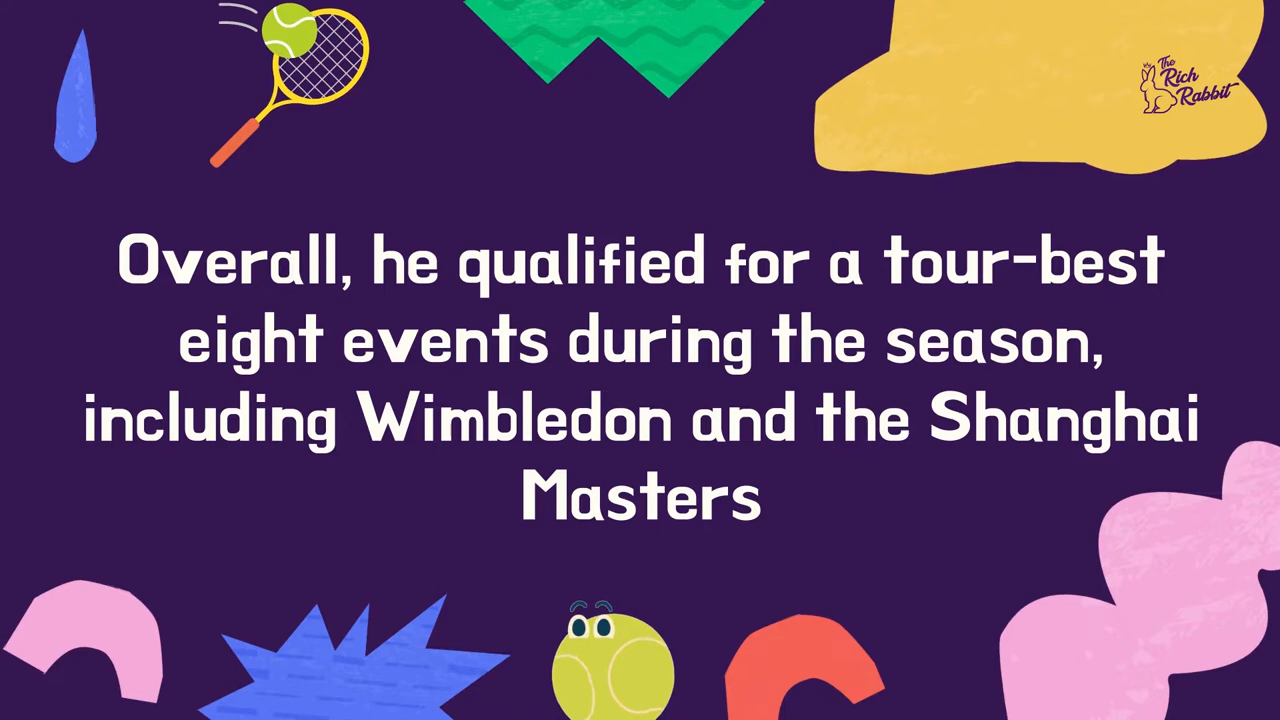 The
Rich
Rabbit
Overall, he qualified for a tour-best
eight events during the season,
including Wimbledon and the Shanghai
Masters